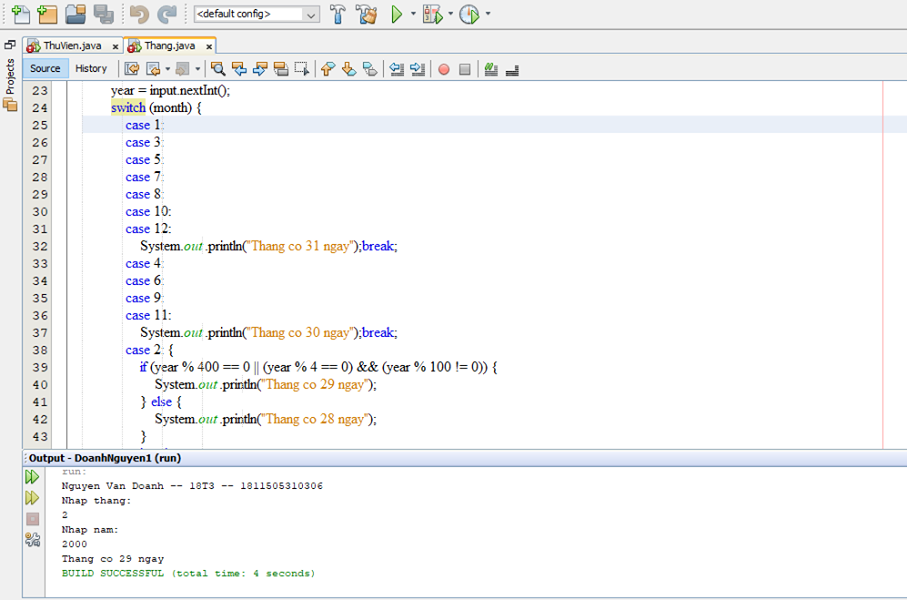 <default config>
ThuVien.java
Thang.java
Projects
Source
History
23 year = input.nextInt();
24 switch (month) {
25 case 1:
26 case 3:
27 case 5:
28 case 7:
29 case 8:
30 case 10:
31 case 12:
32 System.out.println("Thang co 31 ngay");break;
33 case 4:
34 case 6:
35 case 9:
36 case 11:
37 System.out.println("Thang co 30 ngay");break;
38 case 2: {
39 if (year % 400 == 0 || (year % 4 == 0) && (year % 100 != 0)) {
40 System.out.println("Thang co 29 ngay");
41 } else {
42 System.out.println("Thang co 28 ngay");
43 }
Output - DoanhNguyen1 (run)
run:
Nguyen Van Doanh -- 18T3 -- 1811505310306
Nhap thang:
2
Nhap nam:
2000
Thang co 29 ngay
BUILD SUCCESSFUL (total time: 4 seconds)